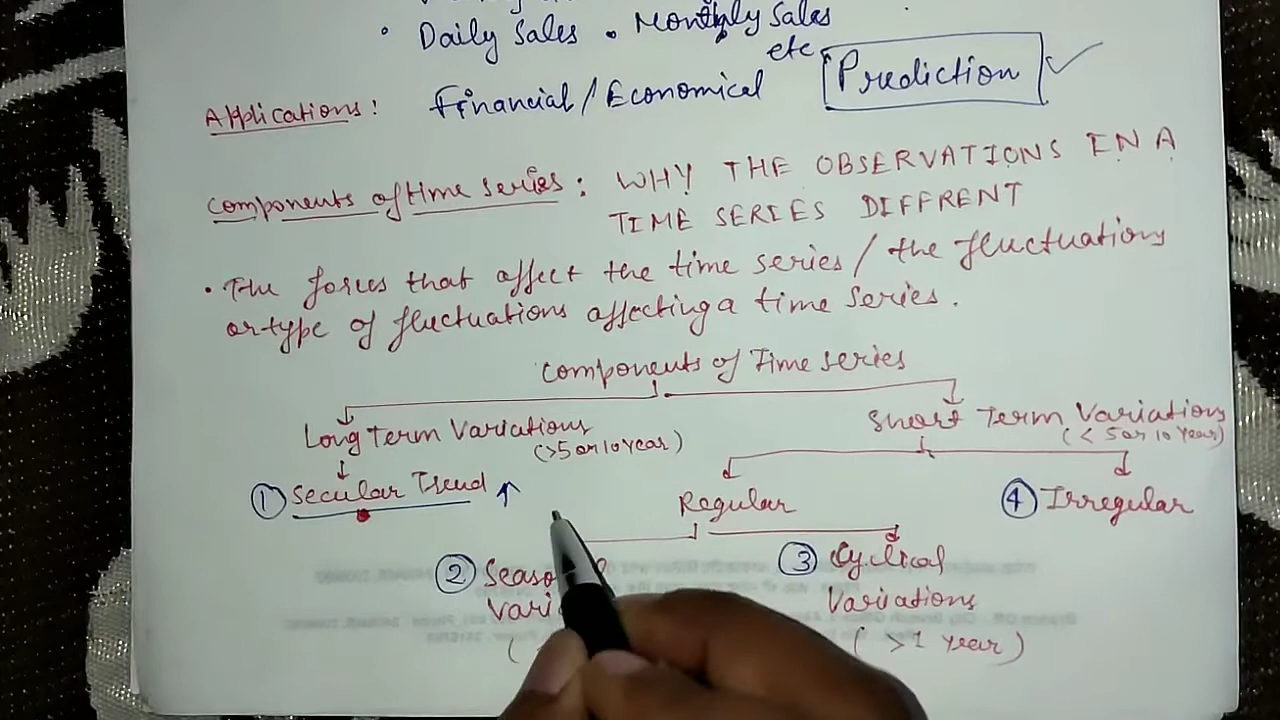 • Daily Sales • Monthly Sales
etc
Applications: Financial/Economical Prediction ✓
Components of time series: WHY THE OBSERVATIONS IN A
TIME SERIES DIFFRENT
• The forces that affect the time series/ the fluctuations
or type of fluctuations affecting a time series.
Components of Time series
Long Term Variations
(>5 or 10 year)
Short Term Variations
(< 5 or 10 year)
① Secular Trend ↑
Regular
④ Irregular
②
③ Cyclical
Variations
( >1 year)